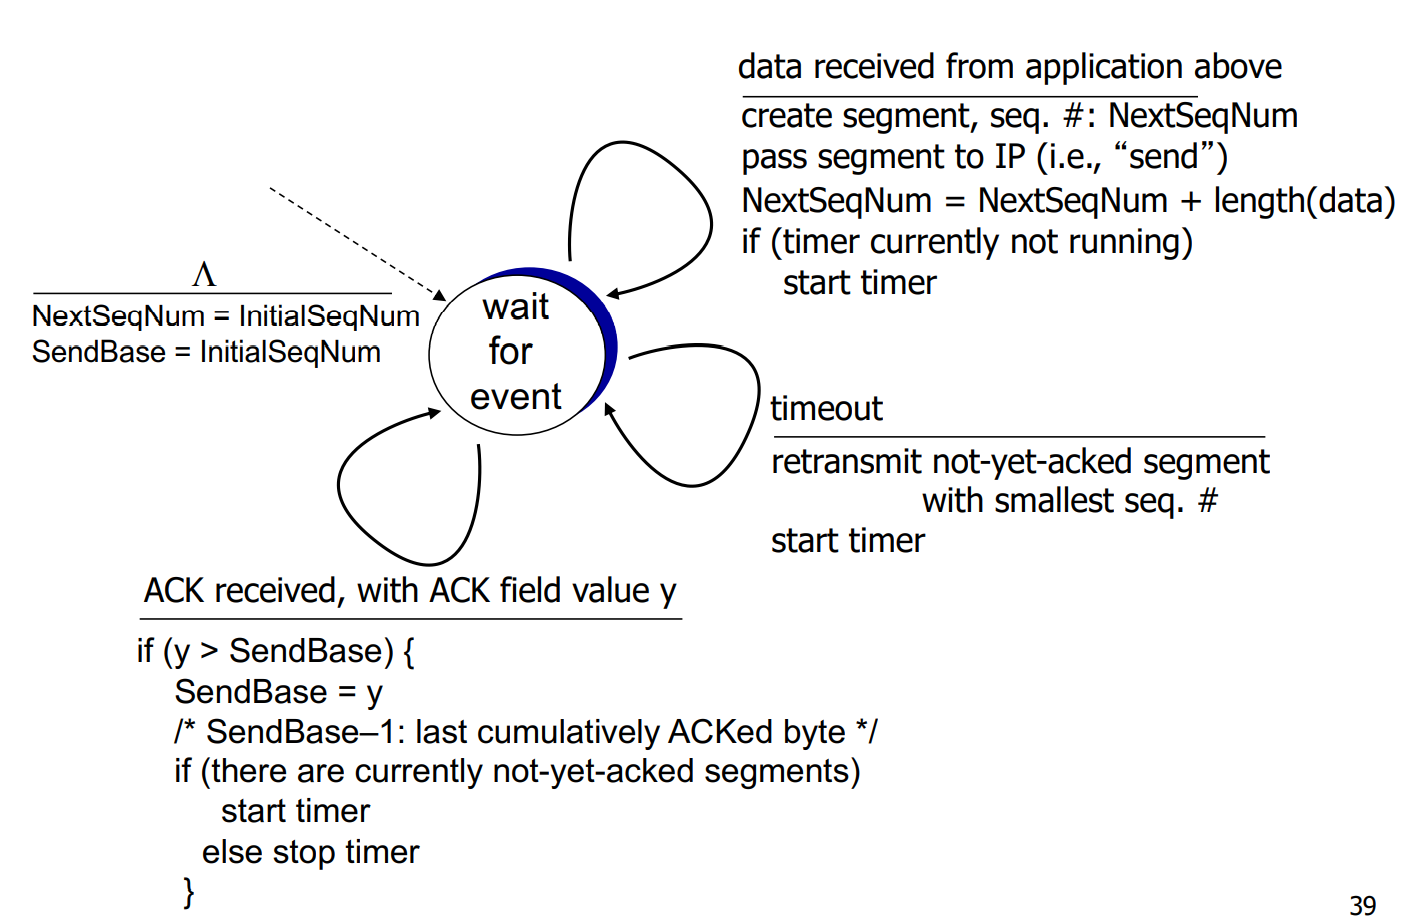 data received from application above
create segment, seq. #: NextSeqNum
pass segment to IP (i.e., “send”)
NextSeqNum = NextSeqNum + length(data)
if (timer currently not running)
start timer
Λ
NextSeqNum = InitialSeqNum
SendBase = InitialSeqNum
wait
for
event
timeout
retransmit not-yet-acked segment
with smallest seq. #
start timer
ACK received, with ACK field value y
if (y > SendBase) {
SendBase = y
/* SendBase–1: last cumulatively ACKed byte */
if (there are currently not-yet-acked segments)
start timer
else stop timer
}
39